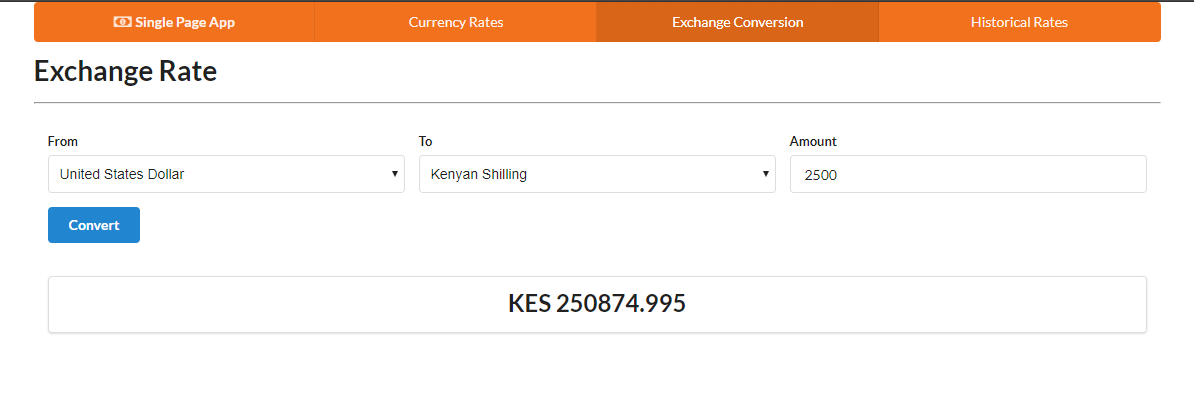 Single Page App
Currency Rates
Exchange Conversion
Historical Rates
Exchange Rate
From
To
Amount
United States Dollar
Kenyan Shilling
2500
Convert
KES 250874.995